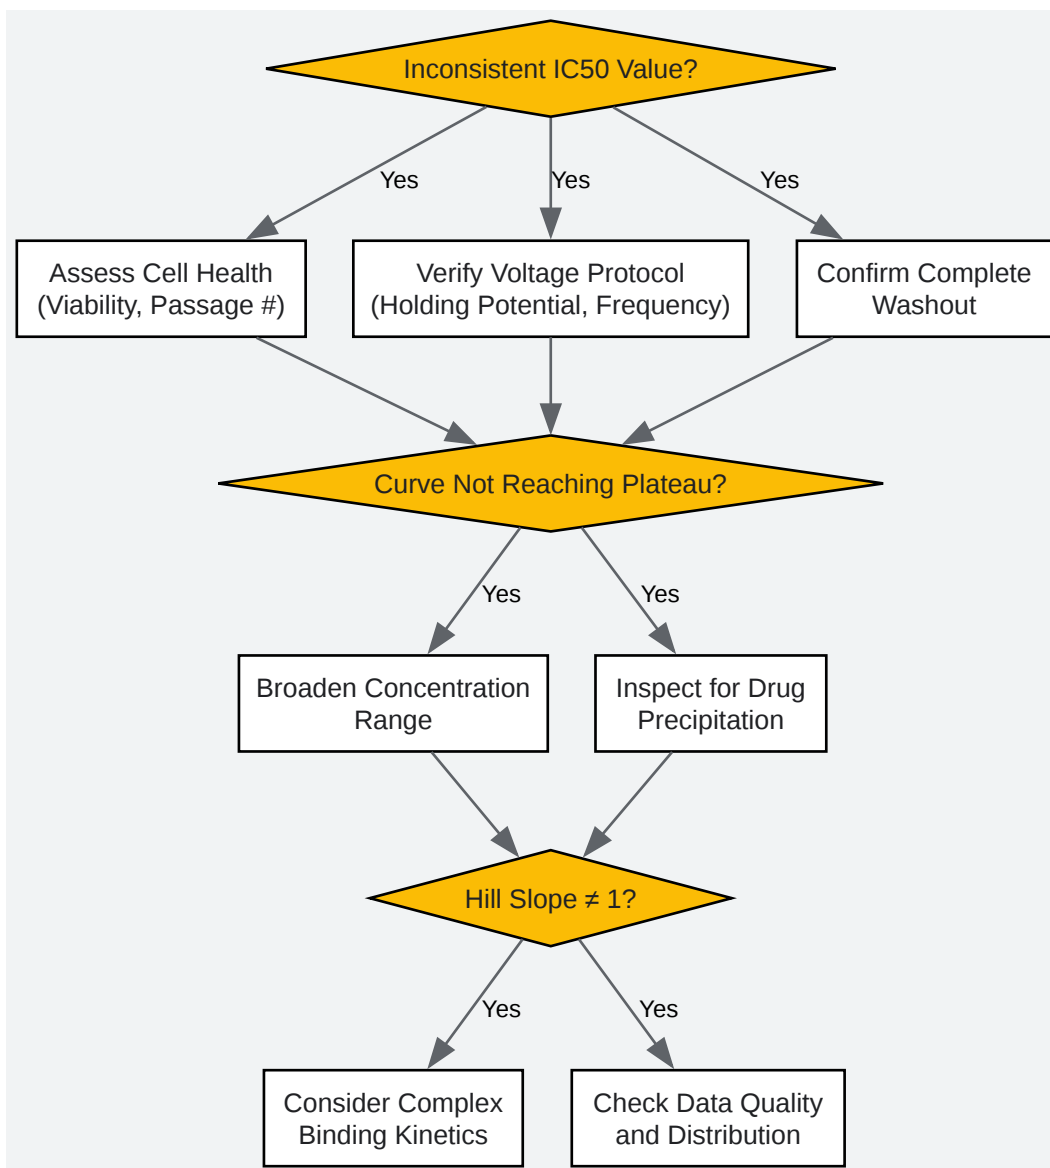 Inconsistent IC50 Value?
Yes
Yes
Yes
Assess Cell Health
(Viability, Passage #)
Verify Voltage Protocol
(Holding Potential, Frequency)
Confirm Complete
Washout
Curve Not Reaching Plateau?
Yes
Yes
Broaden Concentration
Range
Inspect for Drug
Precipitation
Hill Slope ≠ 1?
Yes
Yes
Consider Complex
Binding Kinetics
Check Data Quality
and Distribution